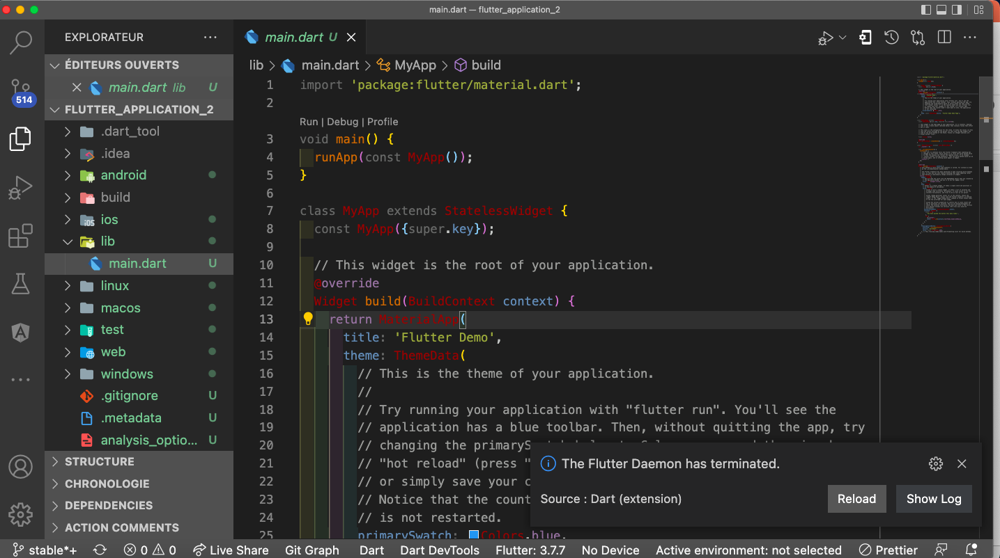 main.dart — flutter_application_2
EXPLORATEUR
ÉDITEURS OUVERTS
main.dart lib U
514
FLUTTER_APPLICATION_2
.dart_tool
.idea
android
build
ios
lib
main.dart U
linux
macos
test
web
windows
.gitignore U
.metadata U
analysis_optio... U
STRUCTURE
CHRONOLOGIE
DEPENDENCIES
ACTION COMMENTS
main.dart U
lib > main.dart > MyApp > build
1 import 'package:flutter/material.dart';
2
Run | Debug | Profile
3 void main() {
4 runApp(const MyApp());
5 }
6
7 class MyApp extends StatelessWidget {
8 const MyApp({super.key});
9
10 // This widget is the root of your application.
11 @override
12 Widget build(BuildContext context) {
13 return MaterialApp(
14 title: 'Flutter Demo',
15 theme: ThemeData(
16 // This is the theme of your application.
17 //
18 // Try running your application with "flutter run". You'll see the
19 // application has a blue toolbar. Then, without quitting the app, try
20 // changing the
21 // "hot reload" (press "
22 // or simply save your c
23 // Notice that the count
24 // is not restarted.
25 primarySwatch: Colors.blue,
The Flutter Daemon has terminated.
Source : Dart (extension)
Reload
Show Log
stable*+ 0 0 Live Share Git Graph Dart Dart DevTools Flutter: 3.7.7 No Device Active environment: not selected Prettier